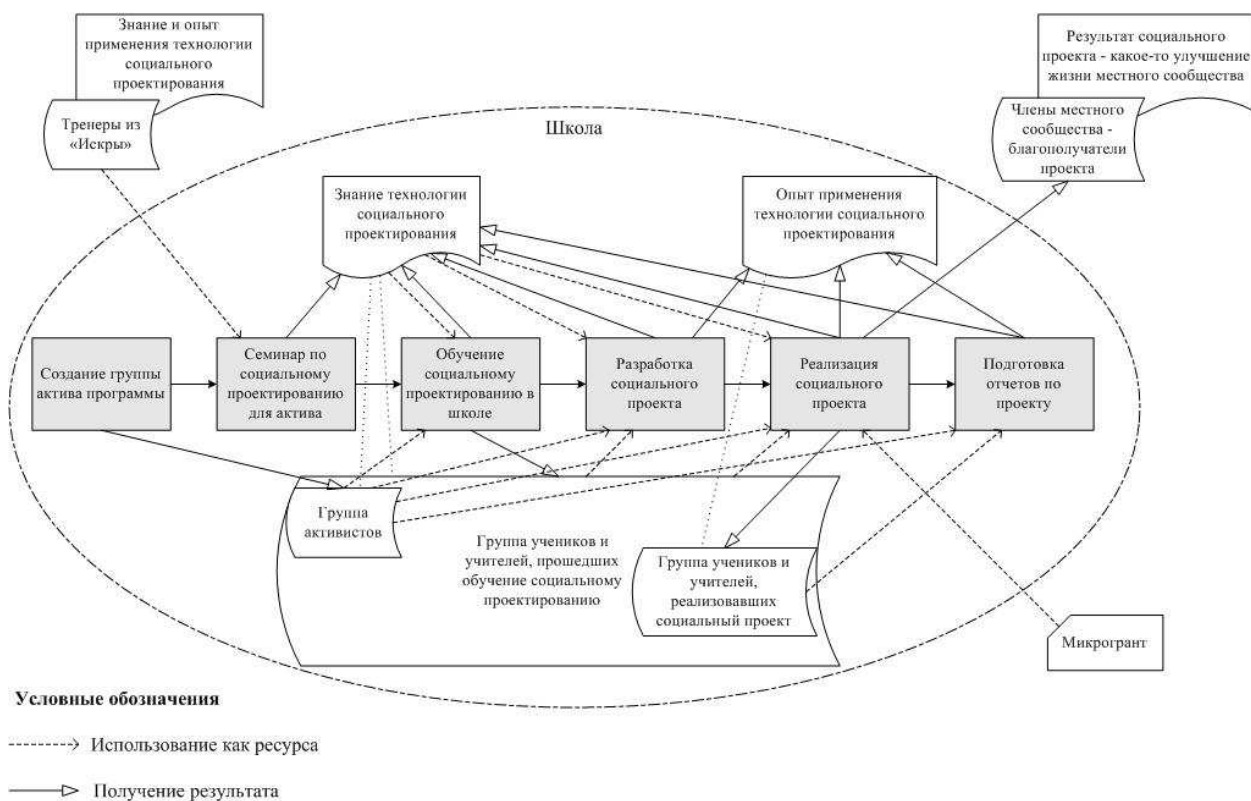 Знание и опыт
применения технологии
социального
проектирования
Тренеры из
«Искры»
Результат социального
проекта - какое-то улучшение
жизни местного сообщества
Члены местного
сообщества -
благополучатели
проекта
Школа
Знание технологии
социального
проектирования
Опыт применения
технологии социального
проектирования
Создание группы
актива программы
Семинар по
социальному
проектированию
для актива
Обучение
социальному
проектированию в
школе
Разработка
социального
проекта
Реализация
социального
проекта
Подготовка
отчетов по
проекту
Группа
активистов
Группа учеников и
учителей, прошедших
обучение социальному
проектированию
Группа учеников и
учителей,
реализовавших
социальный проект
Микрогрант
Условные обозначения
Использование как ресурса
Получение результата